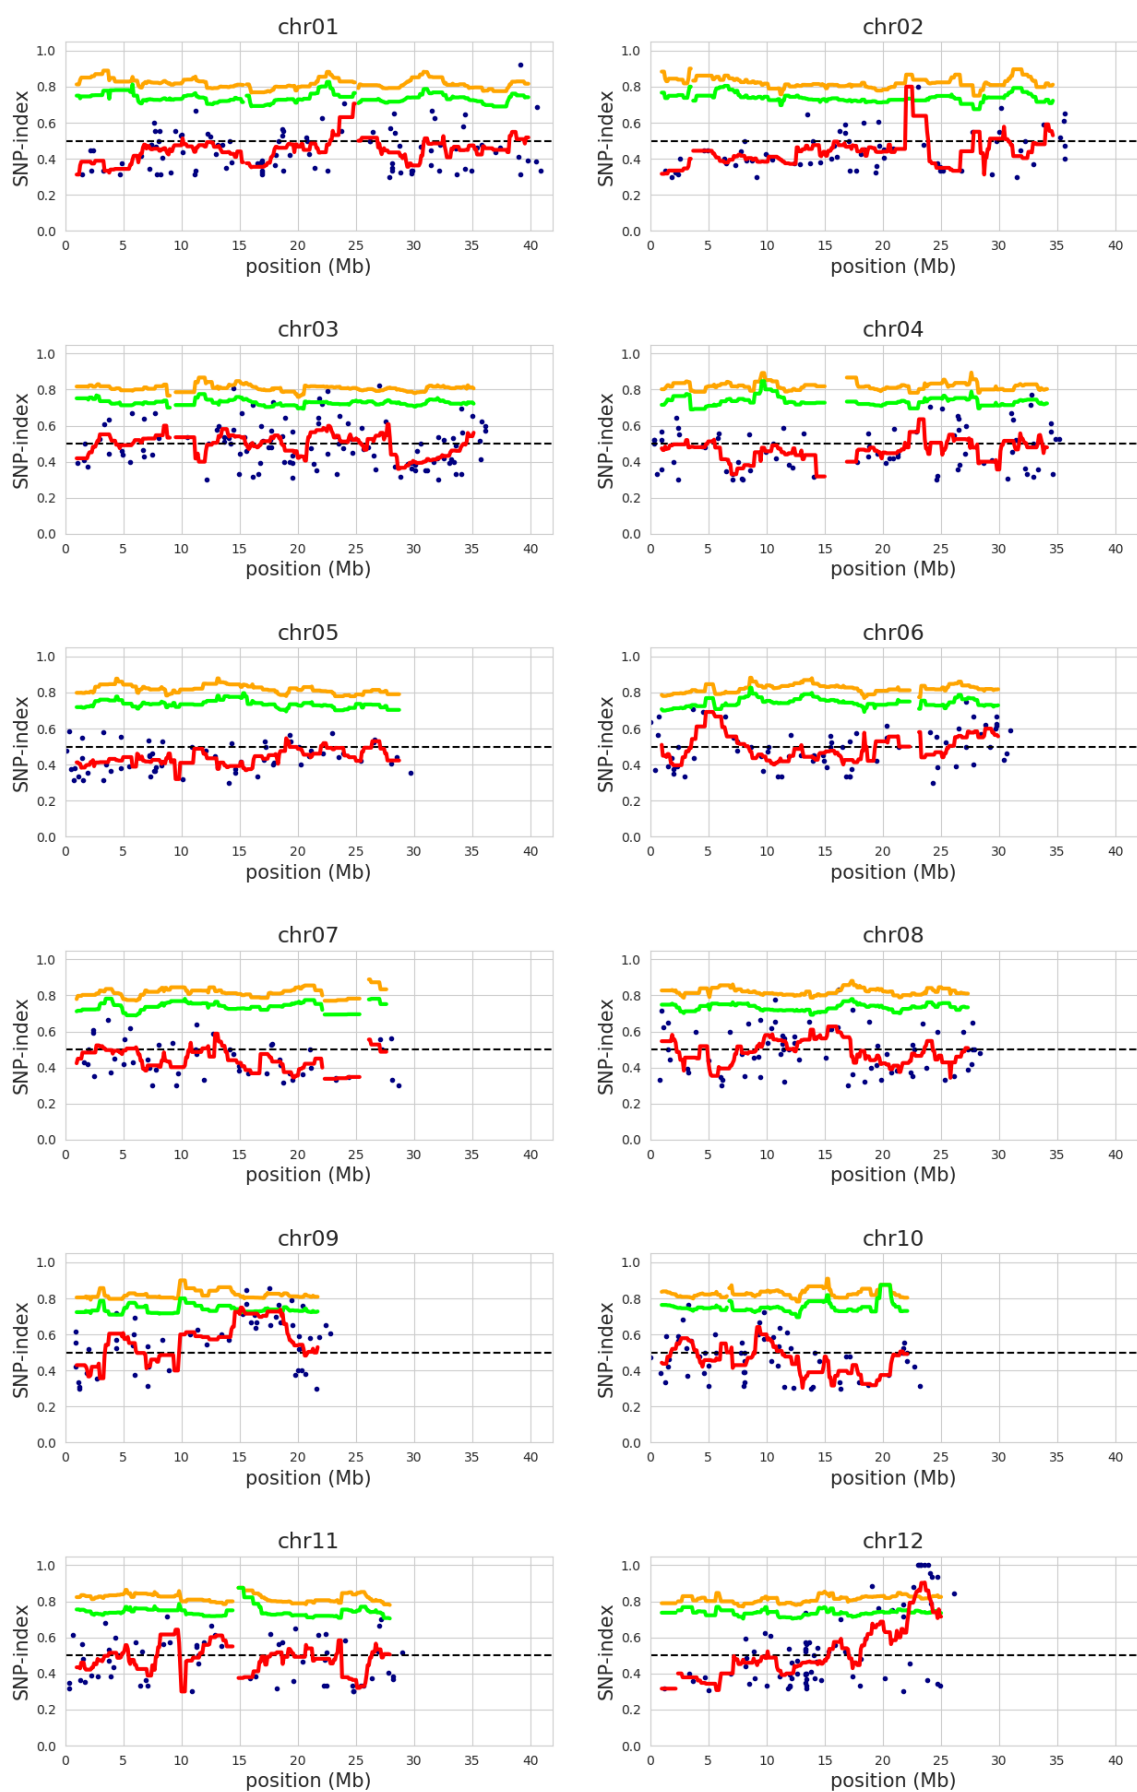 chr01 chr02
1.0 1.0
0.8 0.8
0.6 0.6
0.4 0.4
0.2 0.2
0.0 0.0
SNP-index SNP-index
0 5 10 15 20 25 30 35 40 0 5 10 15 20 25 30 35 40
position (Mb) position (Mb)
chr03 chr04
1.0 1.0
0.8 0.8
0.6 0.6
0.4 0.4
0.2 0.2
0.0 0.0
SNP-index SNP-index
0 5 10 15 20 25 30 35 40 0 5 10 15 20 25 30 35 40
position (Mb) position (Mb)
chr05 chr06
1.0 1.0
0.8 0.8
0.6 0.6
0.4 0.4
0.2 0.2
0.0 0.0
SNP-index SNP-index
0 5 10 15 20 25 30 35 40 0 5 10 15 20 25 30 35 40
position (Mb) position (Mb)
chr07 chr08
1.0 1.0
0.8 0.8
0.6 0.6
0.4 0.4
0.2 0.2
0.0 0.0
SNP-index SNP-index
0 5 10 15 20 25 30 35 40 0 5 10 15 20 25 30 35 40
position (Mb) position (Mb)
chr09 chr10
1.0 1.0
0.8 0.8
0.6 0.6
0.4 0.4
0.2 0.2
0.0 0.0
SNP-index SNP-index
0 5 10 15 20 25 30 35 40 0 5 10 15 20 25 30 35 40
position (Mb) position (Mb)
chr11 chr12
1.0 1.0
0.8 0.8
0.6 0.6
0.4 0.4
0.2 0.2
0.0 0.0
SNP-index SNP-index
0 5 10 15 20 25 30 35 40 0 5 10 15 20 25 30 35 40
position (Mb) position (Mb)